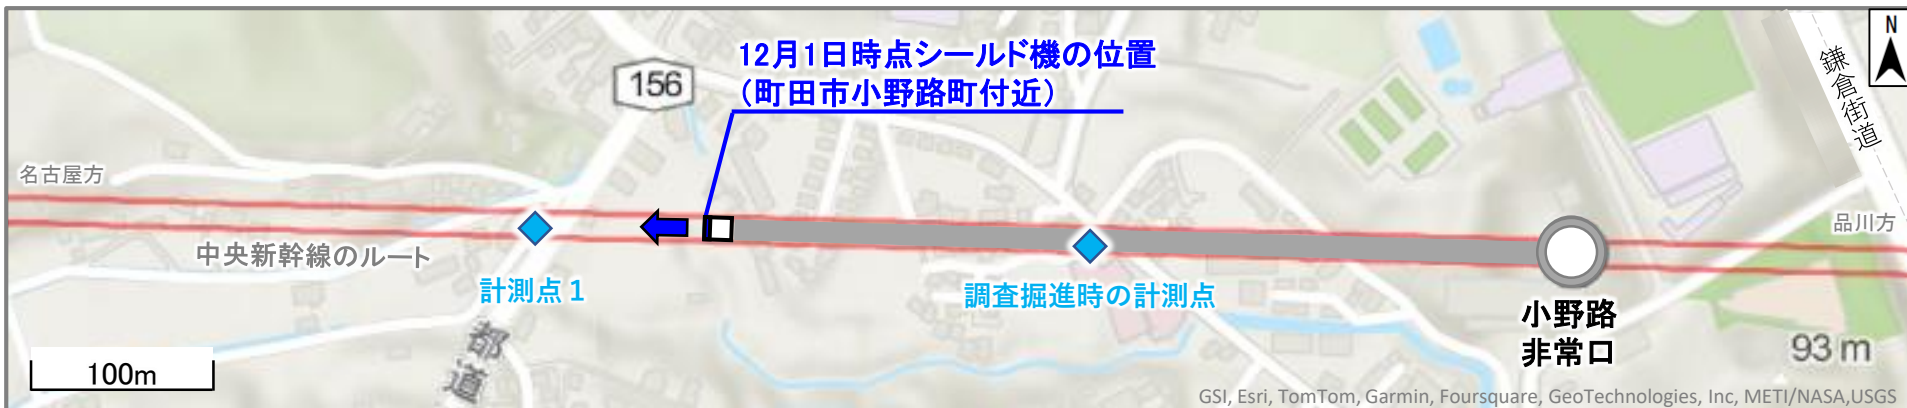 12月1日時点シールド機の位置
(町田市小野路町付近)
N
鎌倉街道
156
名古屋方
品川方
中央新幹線のルート
計測点1
調査掘進時の計測点
小野路
非常口
都道
93m
100m
GSI, Esri, TomTom, Garmin, Foursquare, GeoTechnologies, Inc, METI/NASA,USGS